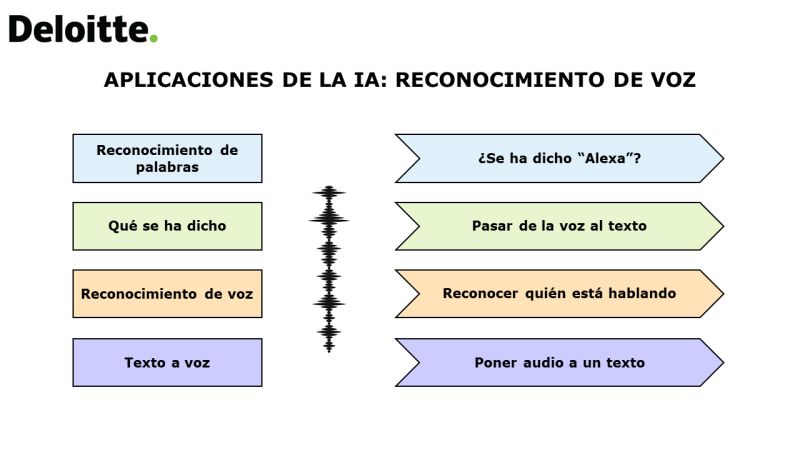 Deloitte.
APLICACIONES DE LA IA: RECONOCIMIENTO DE VOZ
Reconocimiento de
palabras
¿Se ha dicho “Alexa”?
Qué se ha dicho
Pasar de la voz al texto
Reconocimiento de voz
Reconocer quién está hablando
Texto a voz
Poner audio a un texto